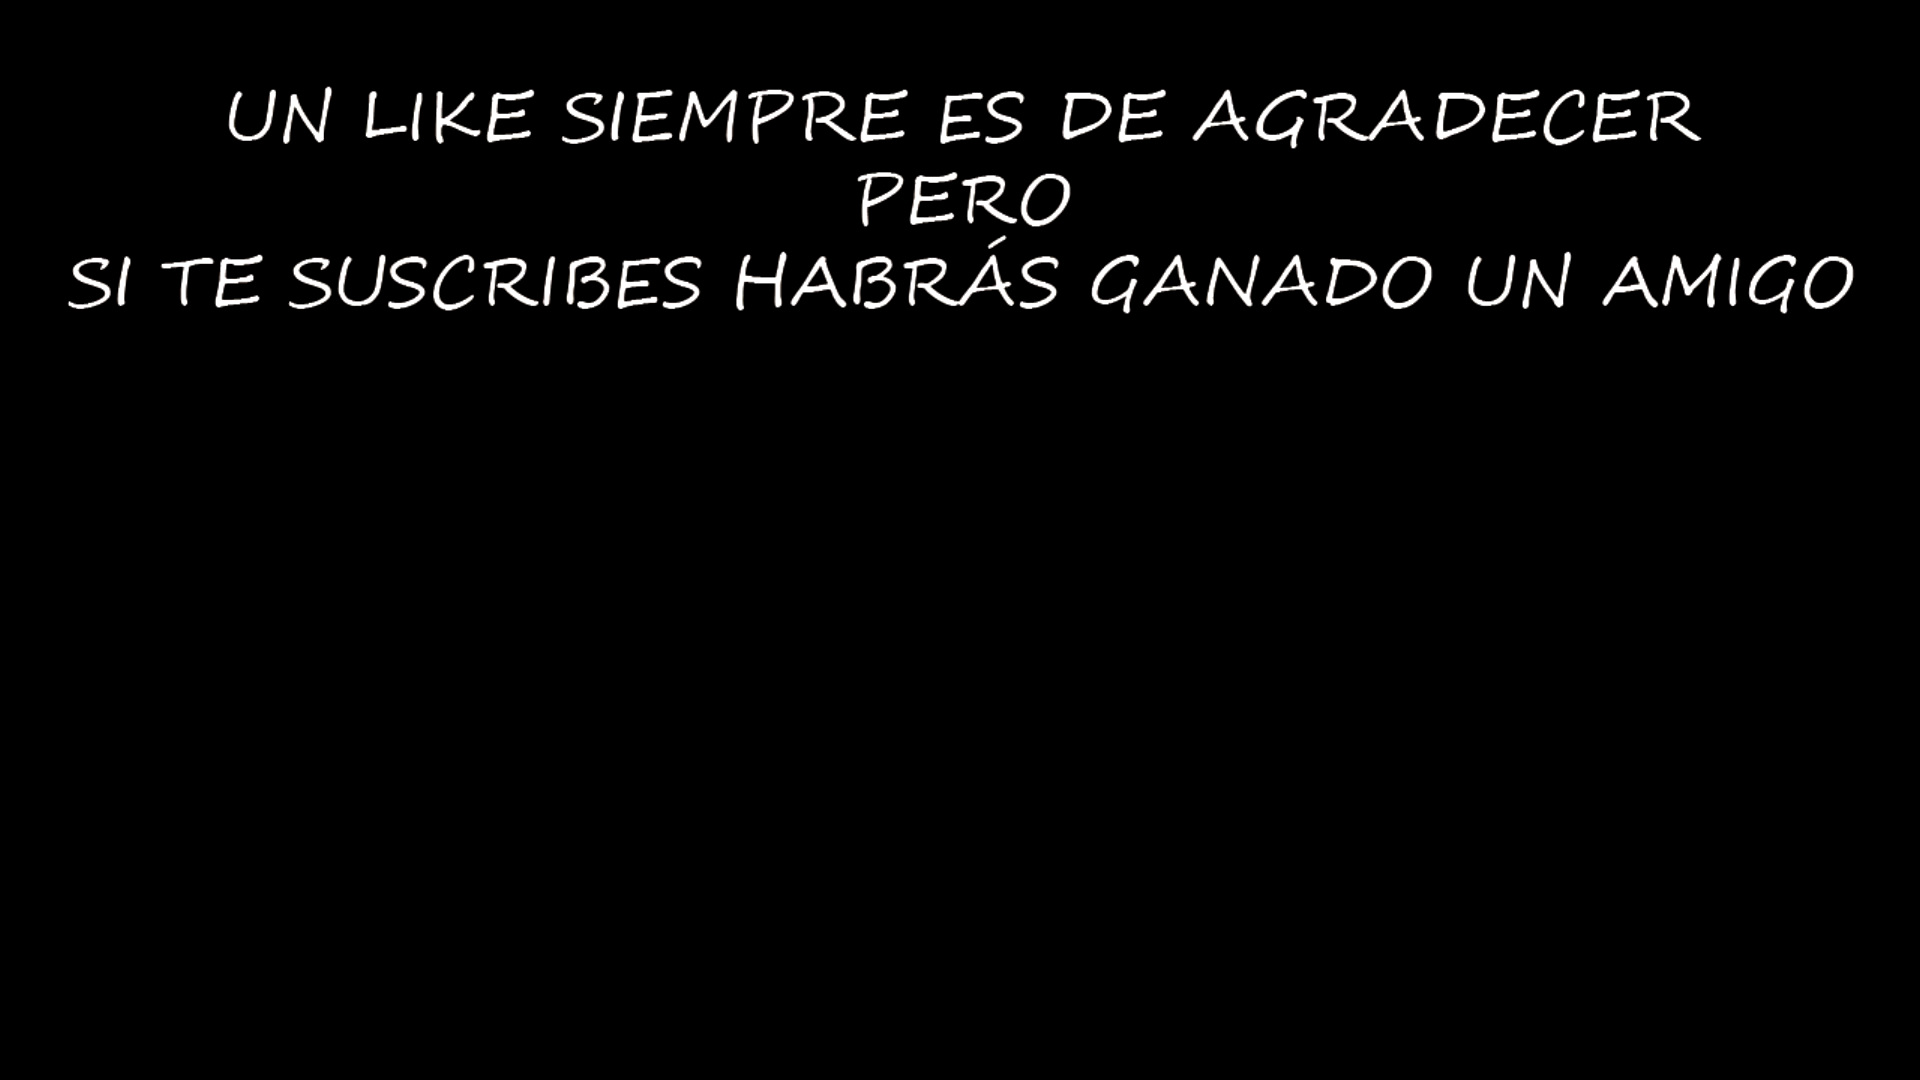 UN LIKE SIEMPRE ES DE AGRADECER
PERO
SI TE SUSCRIBES HABRÁS GANADO UN AMIGO